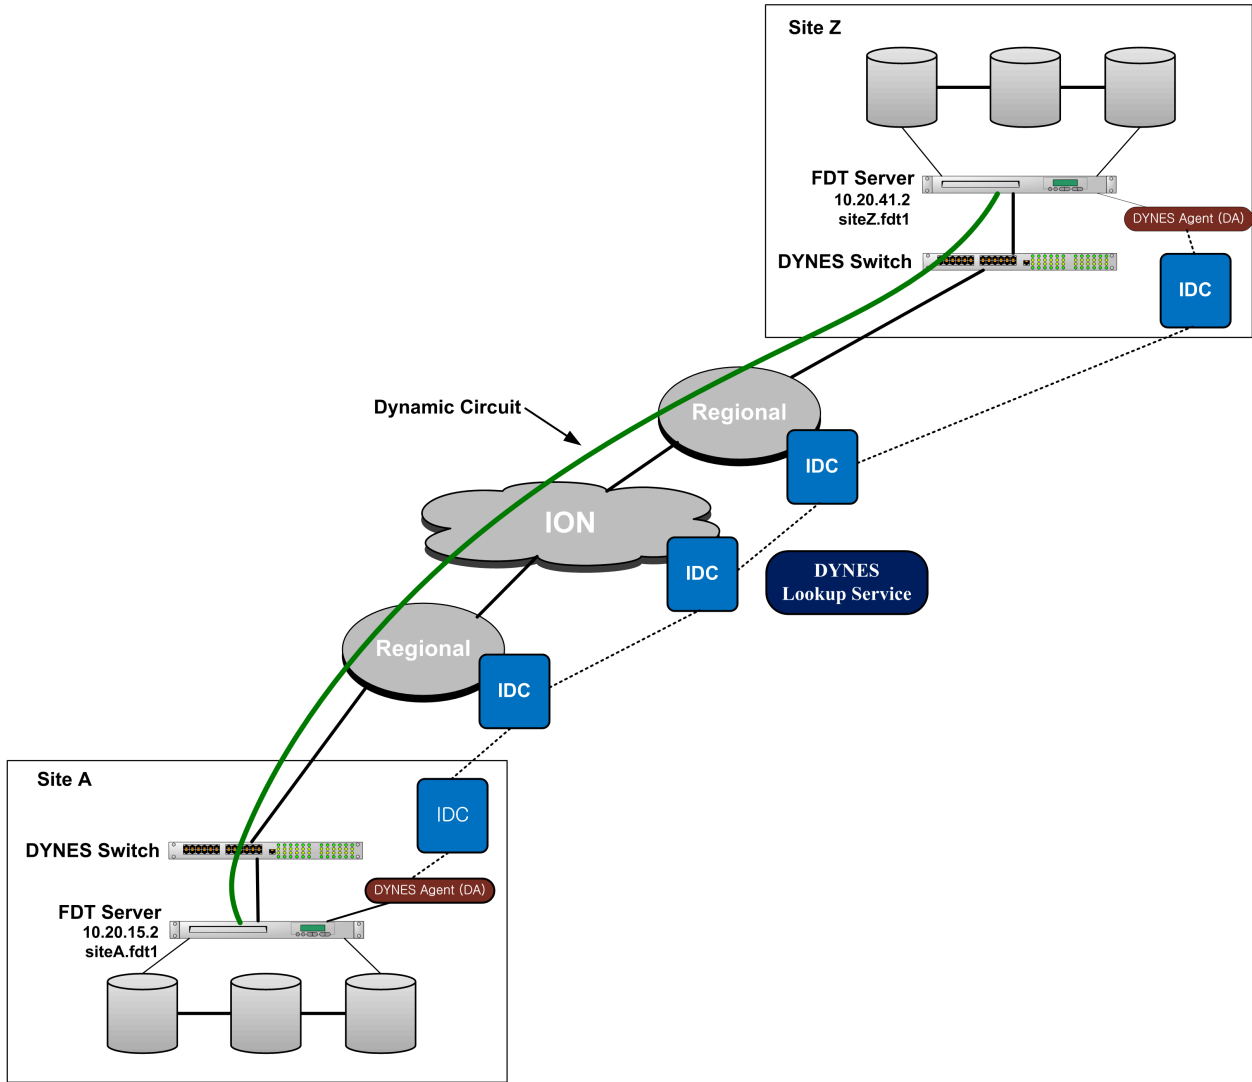 Site Z
FDT Server
10.20.41.2
siteZ.fdt1
DYNES Agent (DA)
DYNES Switch
IDC
Dynamic Circuit
Regional
IDC
ION
IDC
DYNES
Lookup Service
Regional
IDC
Site A
IDC
DYNES Switch
DYNES Agent (DA)
FDT Server
10.20.15.2
siteA.fdt1